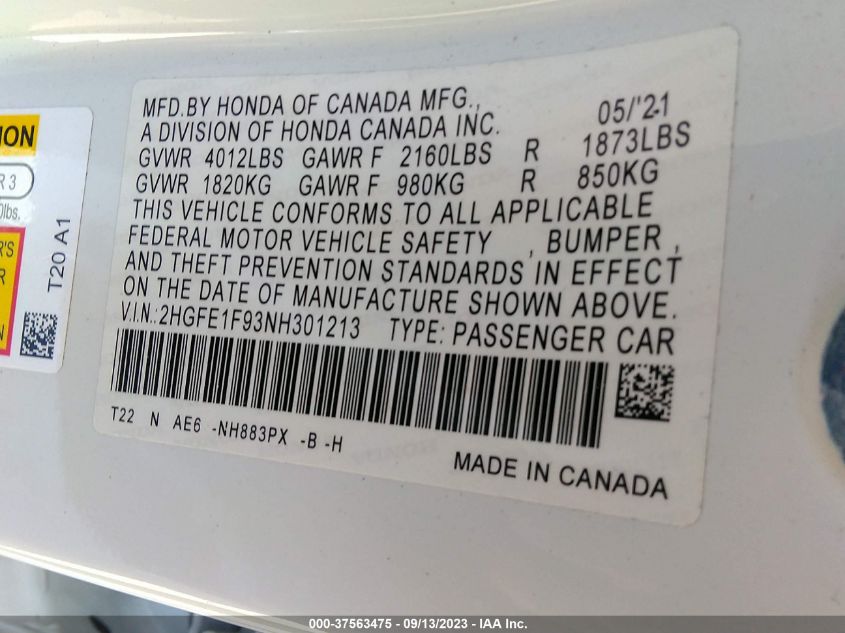 ION
R 3
0lbs.
R'S
R
N
T20 A1
MFD.BY HONDA OF CANADA MFG., 05/'21
A DIVISION OF HONDA CANADA INC.
GVWR 4012LBS GAWR F 2160LBS R 1873LBS
GVWR 1820KG GAWR F 980KG R 850KG
THIS VEHICLE CONFORMS TO ALL APPLICABLE
FEDERAL MOTOR VEHICLE SAFETY , BUMPER ,
AND THEFT PREVENTION STANDARDS IN EFFECT
ON THE DATE OF MANUFACTURE SHOWN ABOVE.
V.I.N.:2HGFE1F93NH301213 TYPE: PASSENGER CAR
T22 N AE6 -NH883PX -B -H
MADE IN CANADA
000-37563475 - 09/13/2023 - IAA Inc.